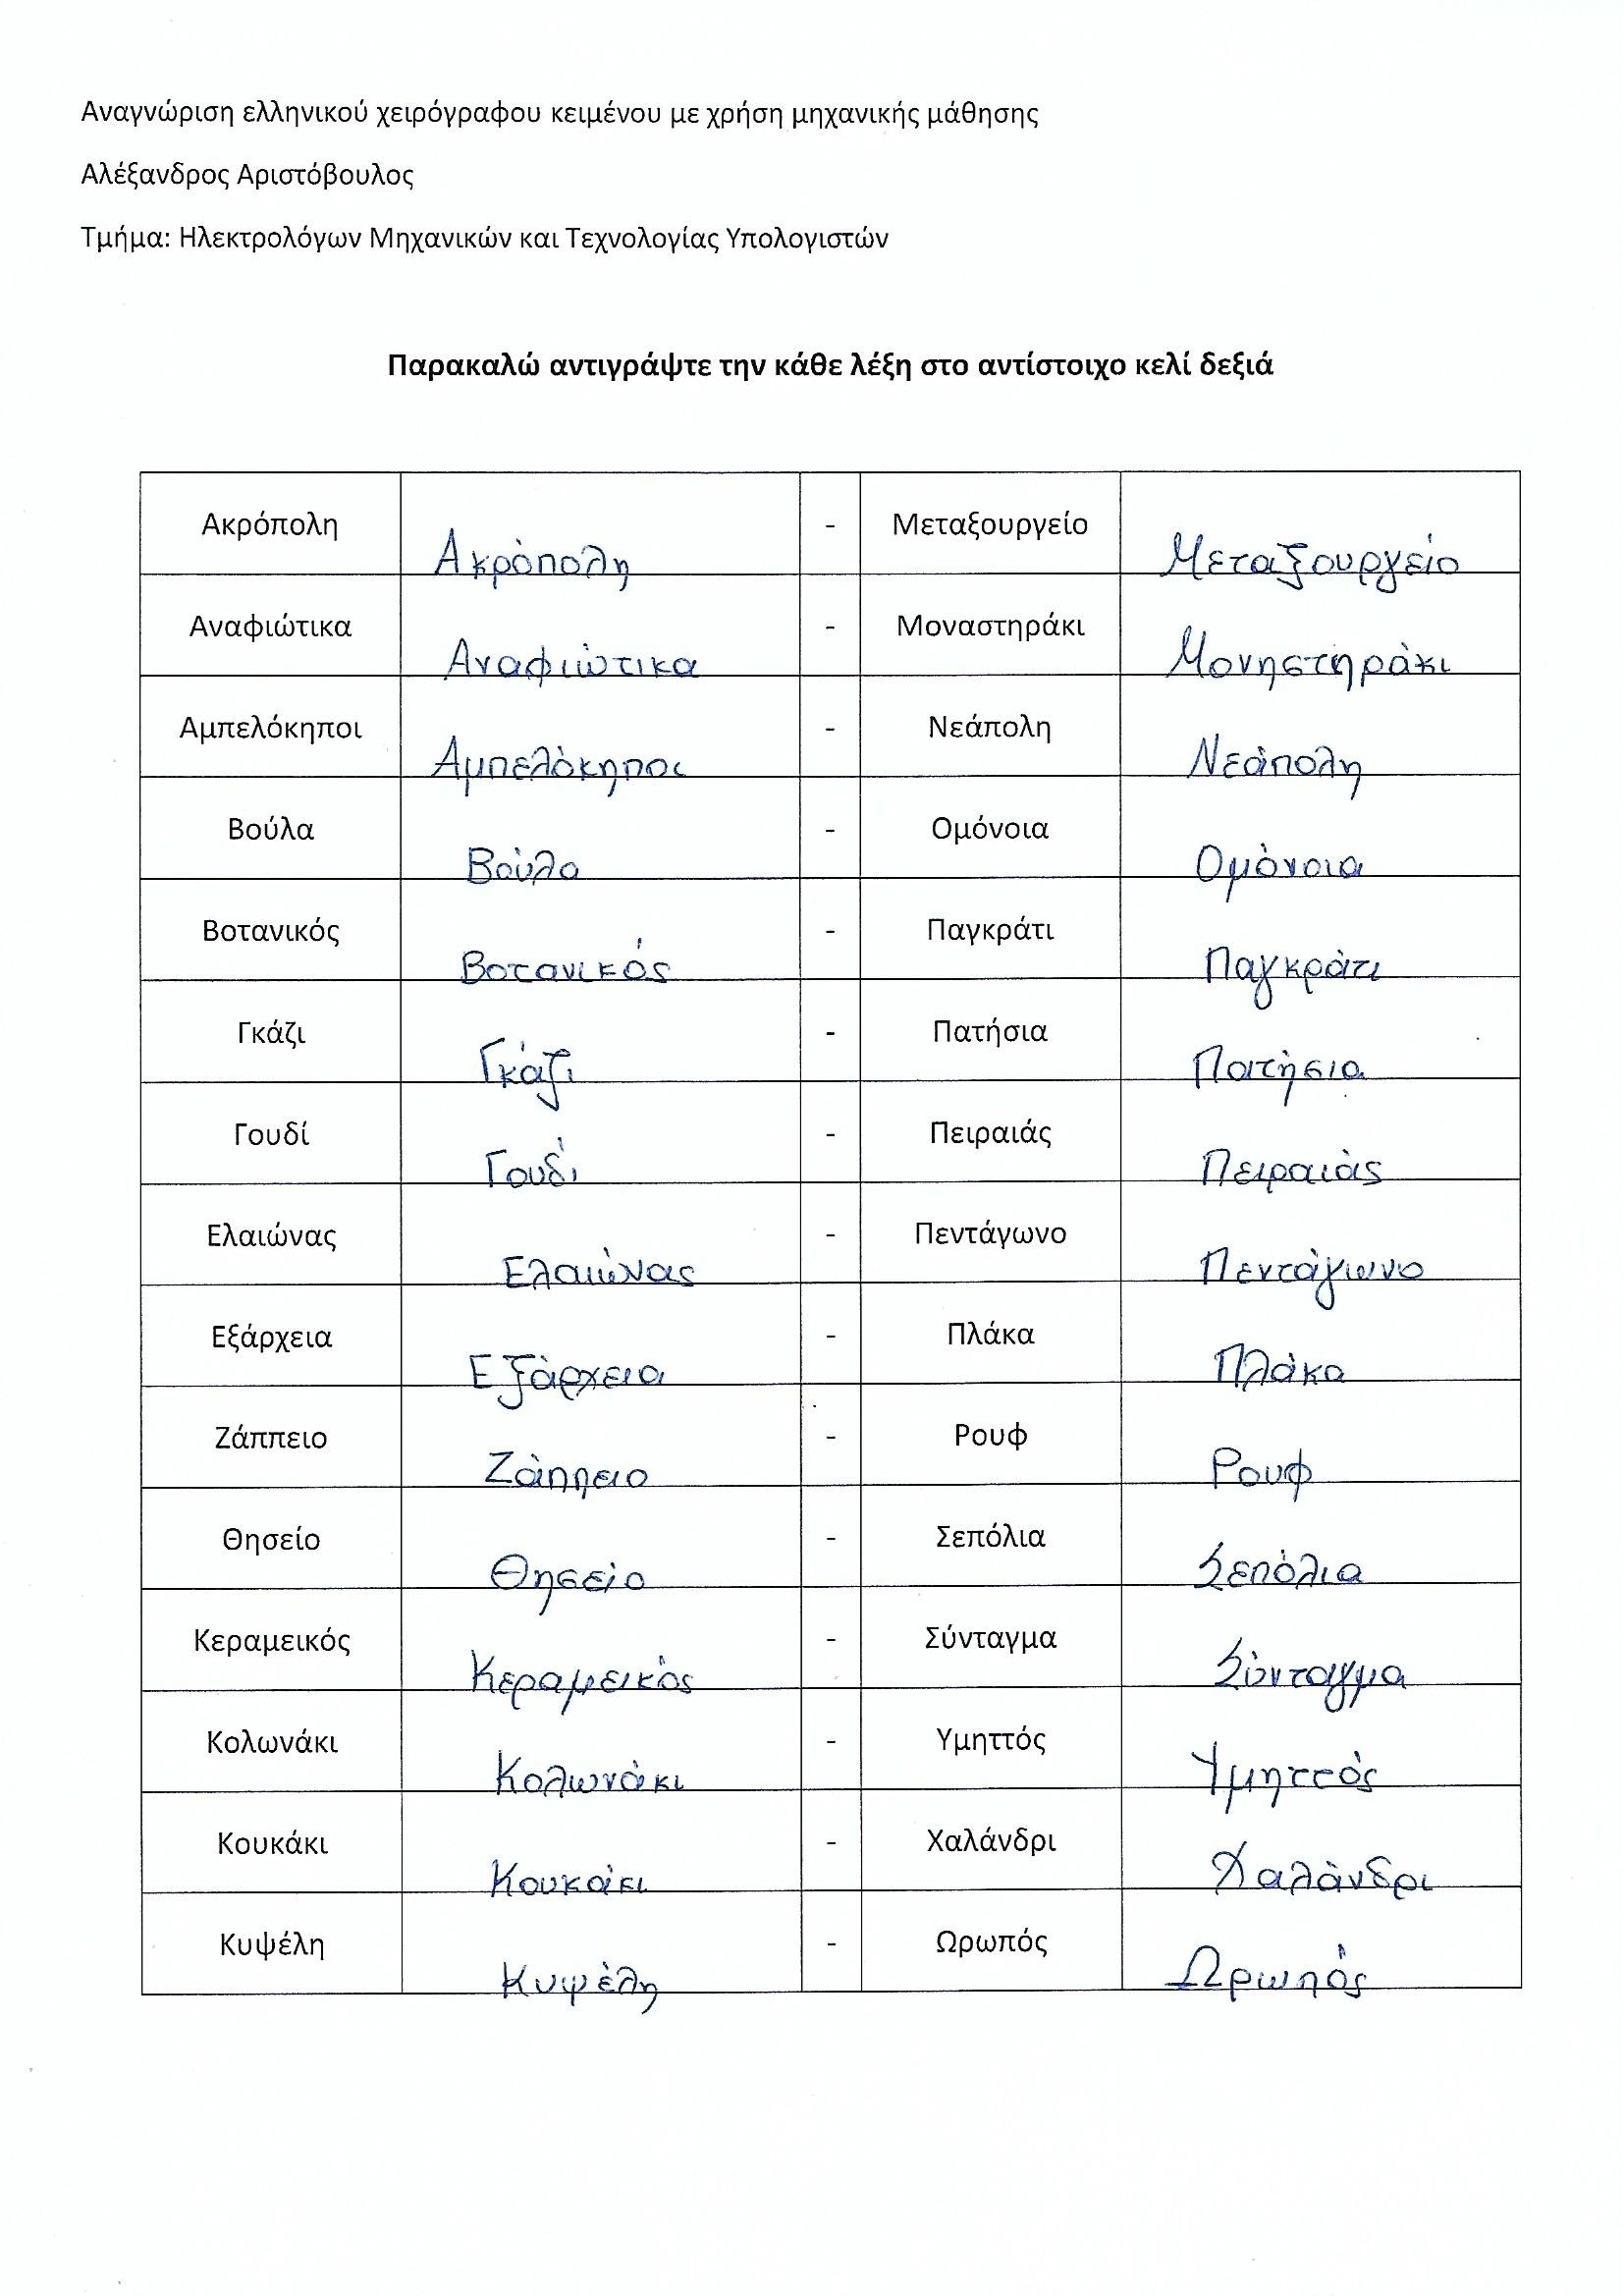 Αναγνώριση ελληνικού χειρόγραφου κειμένου με χρήση μηχανικής μάθησης
Αλέξανδρος Αριστόβουλος
Τμήμα: Ηλεκτρολόγων Μηχανικών και Τεχνολογίας Υπολογιστών
Παρακαλώ αντιγράψτε την κάθε λέξη στο αντίστοιχο κελί δεξιά
Ακρόπολη Ακρόπολη - Μεταξουργείο Μεταξουργείο
Αναφιώτικα Αναφιώτικα - Μοναστηράκι Μονηστηράκι
Αμπελόκηποι Αμπελόκηποι - Νεάπολη Νεάπολη
Βούλα Βούλα - Ομόνοια Ομόνοια
Βοτανικός Βοτανικός - Παγκράτι Παγκράτι
Γκάζι Γκάζι - Πατήσια Πατήσια
Γουδί Γουδί - Πειραιάς Πειραιάς
Ελαιώνας Ελαιώνας - Πεντάγωνο Πεντάγωνο
Εξάρχεια Εξάρχεια - Πλάκα Πλάκα
Ζάππειο Ζάππειο - Ρουφ Ρουφ
Θησείο Θησείο - Σεπόλια Σεπόλια
Κεραμεικός Κεραμεικός - Σύνταγμα Σύνταγμα
Κολωνάκι Κολωνάκι - Υμηττός Υμηττός
Κουκάκι Κουκάκι - Χαλάνδρι Χαλάνδρι
Κυψέλη Κυψέλη - Ωρωπός Ωρωπός